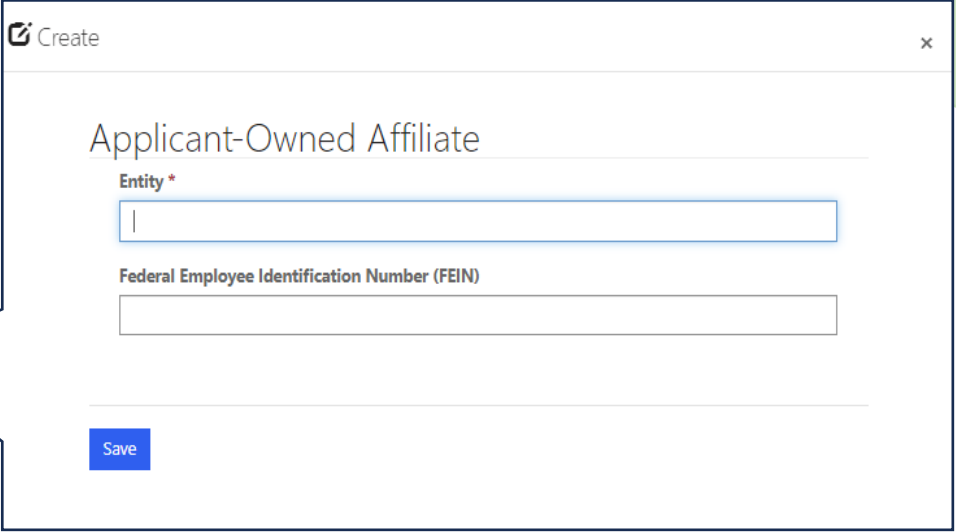 Create
×
Applicant-Owned Affiliate
Entity *
Federal Employee Identification Number (FEIN)
Save